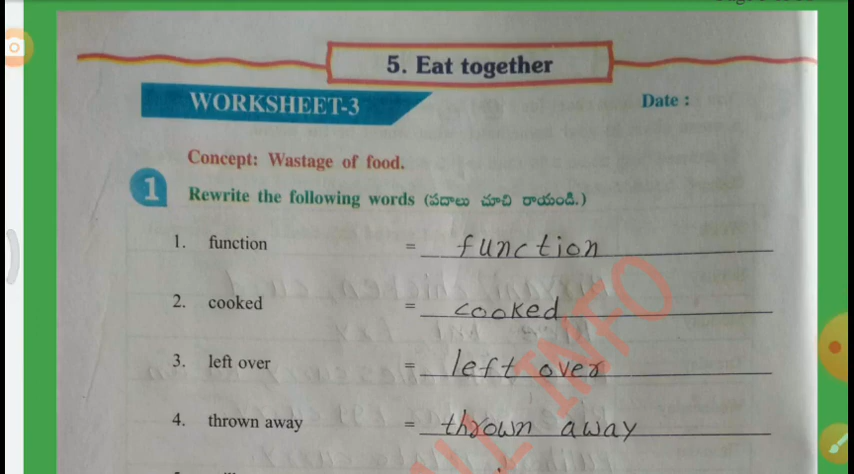 5. Eat together
WORKSHEET-3
Date :
Concept: Wastage of food.
1 Rewrite the following words (పదాలు చూచి రాయండి.)
1. function = function
2. cooked = cooked
3. left over = left over
4. thrown away = thrown away
INFO